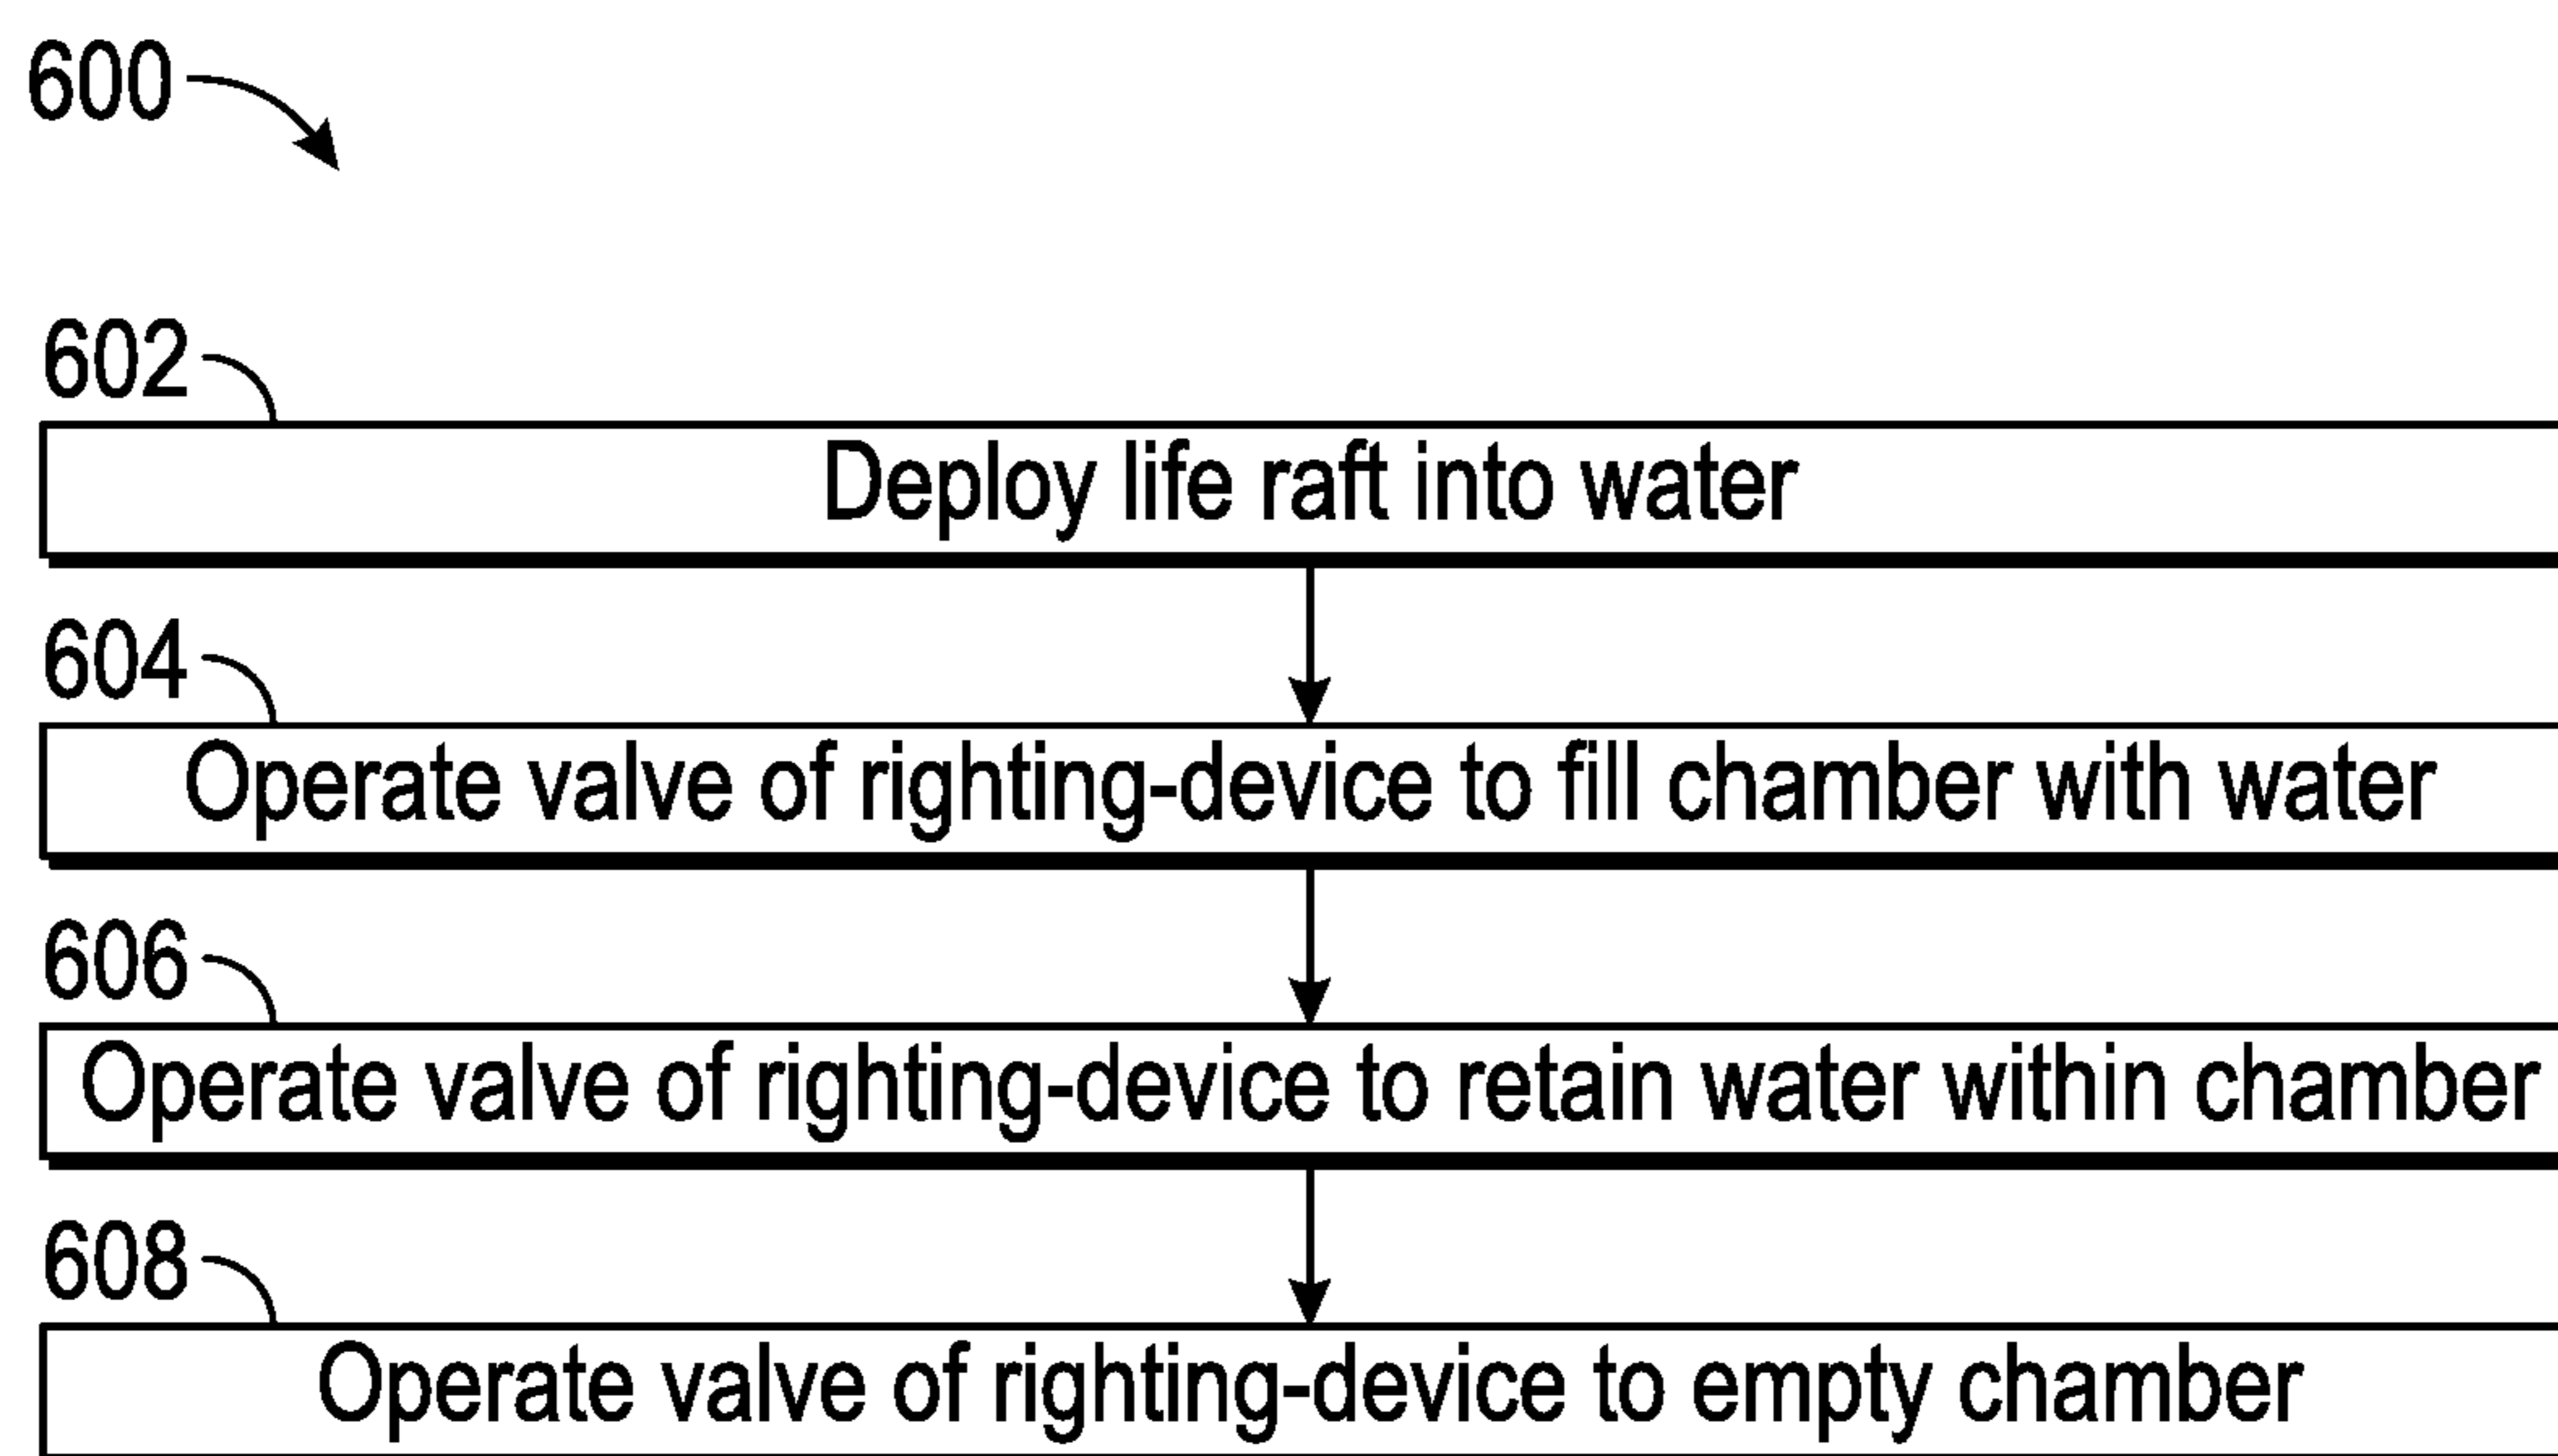 600
602
Deploy life raft into water
604
Operate valve of righting-device to fill chamber with water
606
Operate valve of righting-device to retain water within chamber
608
Operate valve of righting-device to empty chamber